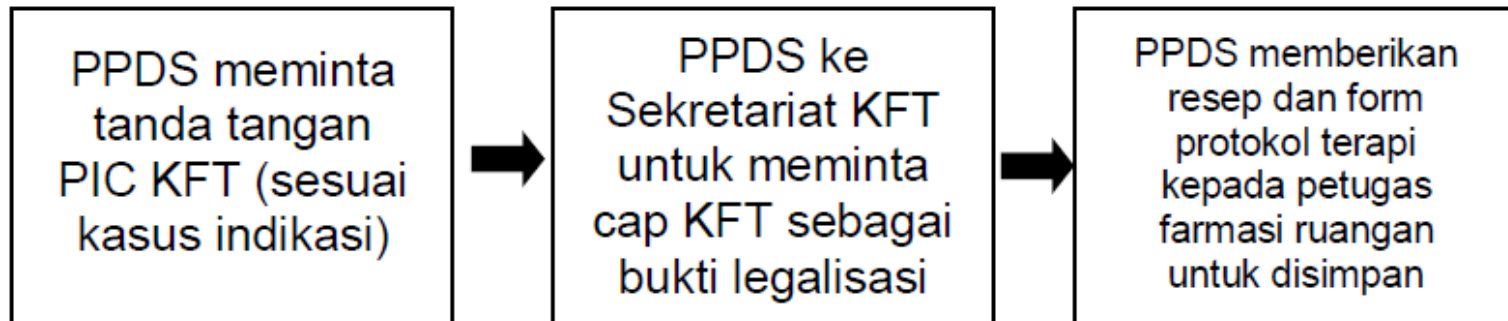 PPDS meminta
tanda tangan
PIC KFT (sesuai
kasus indikasi)
PPDS ke
Sekretariat KFT
untuk meminta
cap KFT sebagai
bukti legalisasi
PPDS memberikan
resep dan form
protokol terapi
kepada petugas
farmasi ruangan
untuk disimpan